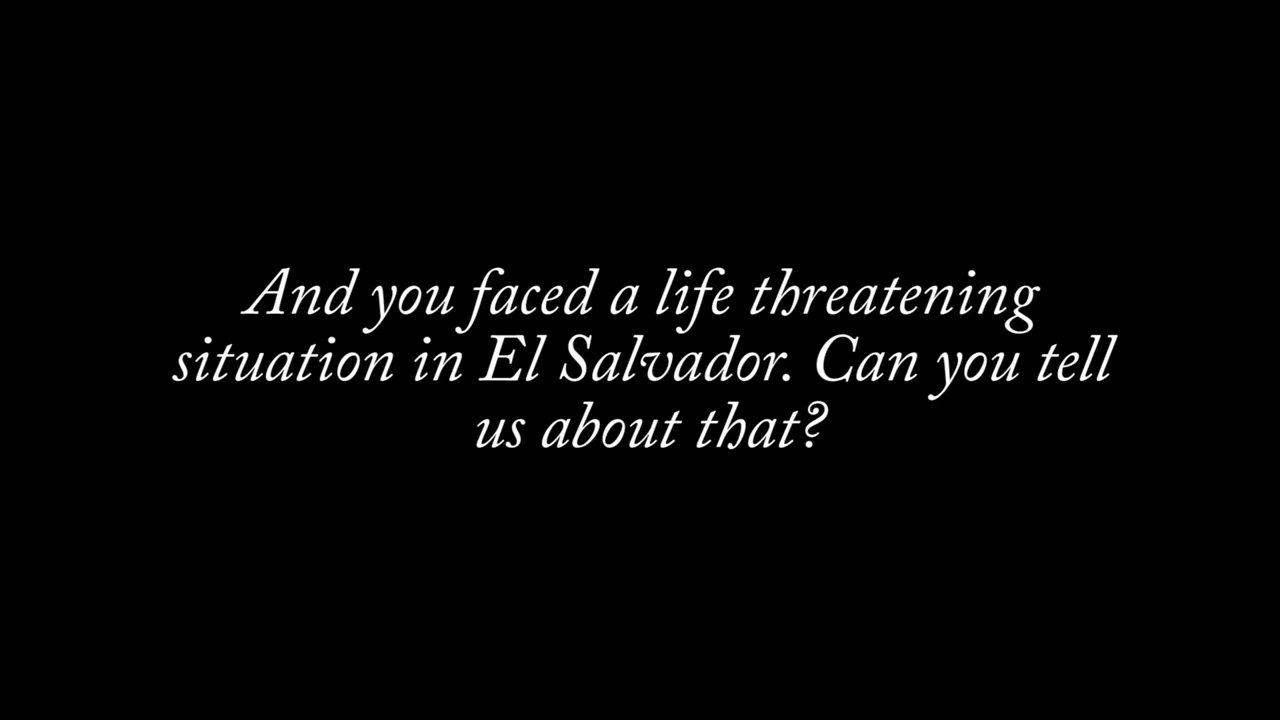 And you faced a life threatening
situation in El Salvador. Can you tell
us about that?